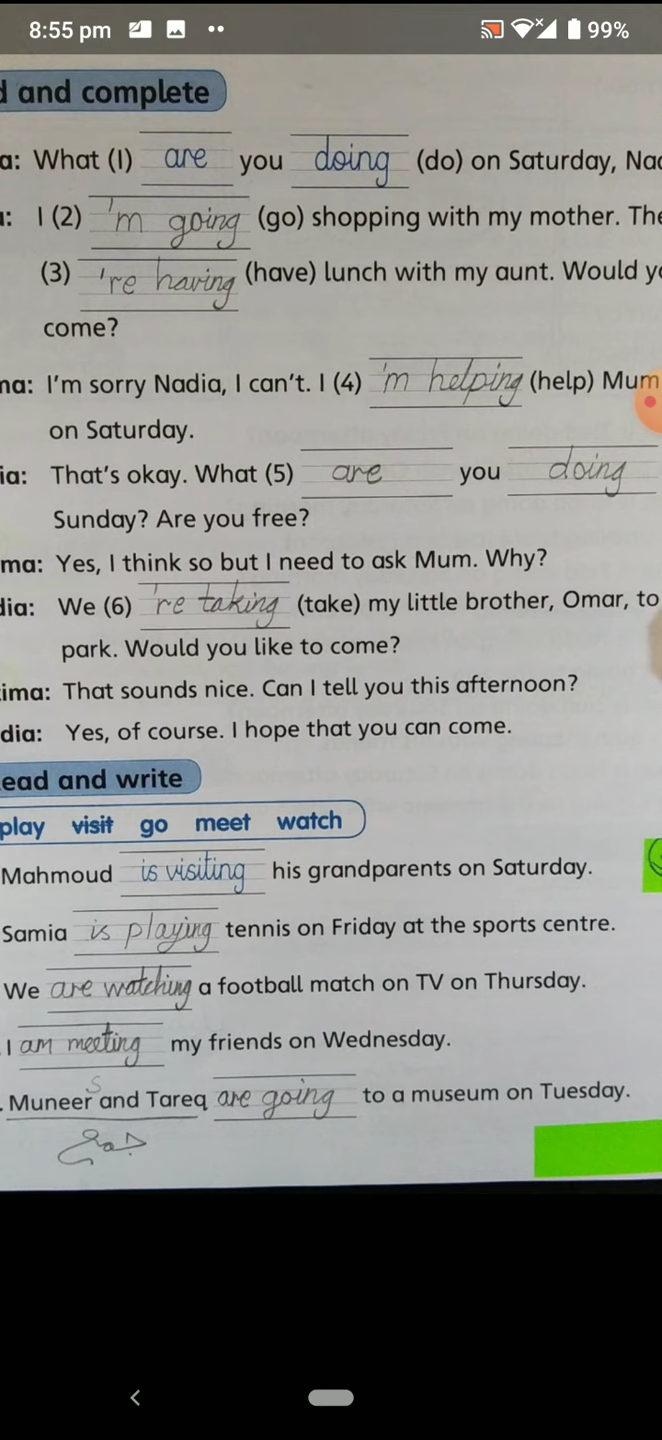 8:55 pm 99%
d and complete
a: What (1) are you doing (do) on Saturday, Nad
: I (2) 'm going (go) shopping with my mother. The
(3) 're having (have) lunch with my aunt. Would yo
come?
ma: I'm sorry Nadia, I can't. I (4) 'm helping (help) Mum
on Saturday.
ia: That's okay. What (5) are you doing
Sunday? Are you free?
ma: Yes, I think so but I need to ask Mum. Why?
dia: We (6) 're taking (take) my little brother, Omar, to
park. Would you like to come?
ima: That sounds nice. Can I tell you this afternoon?
dia: Yes, of course. I hope that you can come.
ead and write
play visit go meet watch
Mahmoud is visiting his grandparents on Saturday.
Samia is playing tennis on Friday at the sports centre.
We are watching a football match on TV on Thursday.
I am meeting my friends on Wednesday.
s
. Muneer and Tareq are going to a museum on Tuesday.
جمع